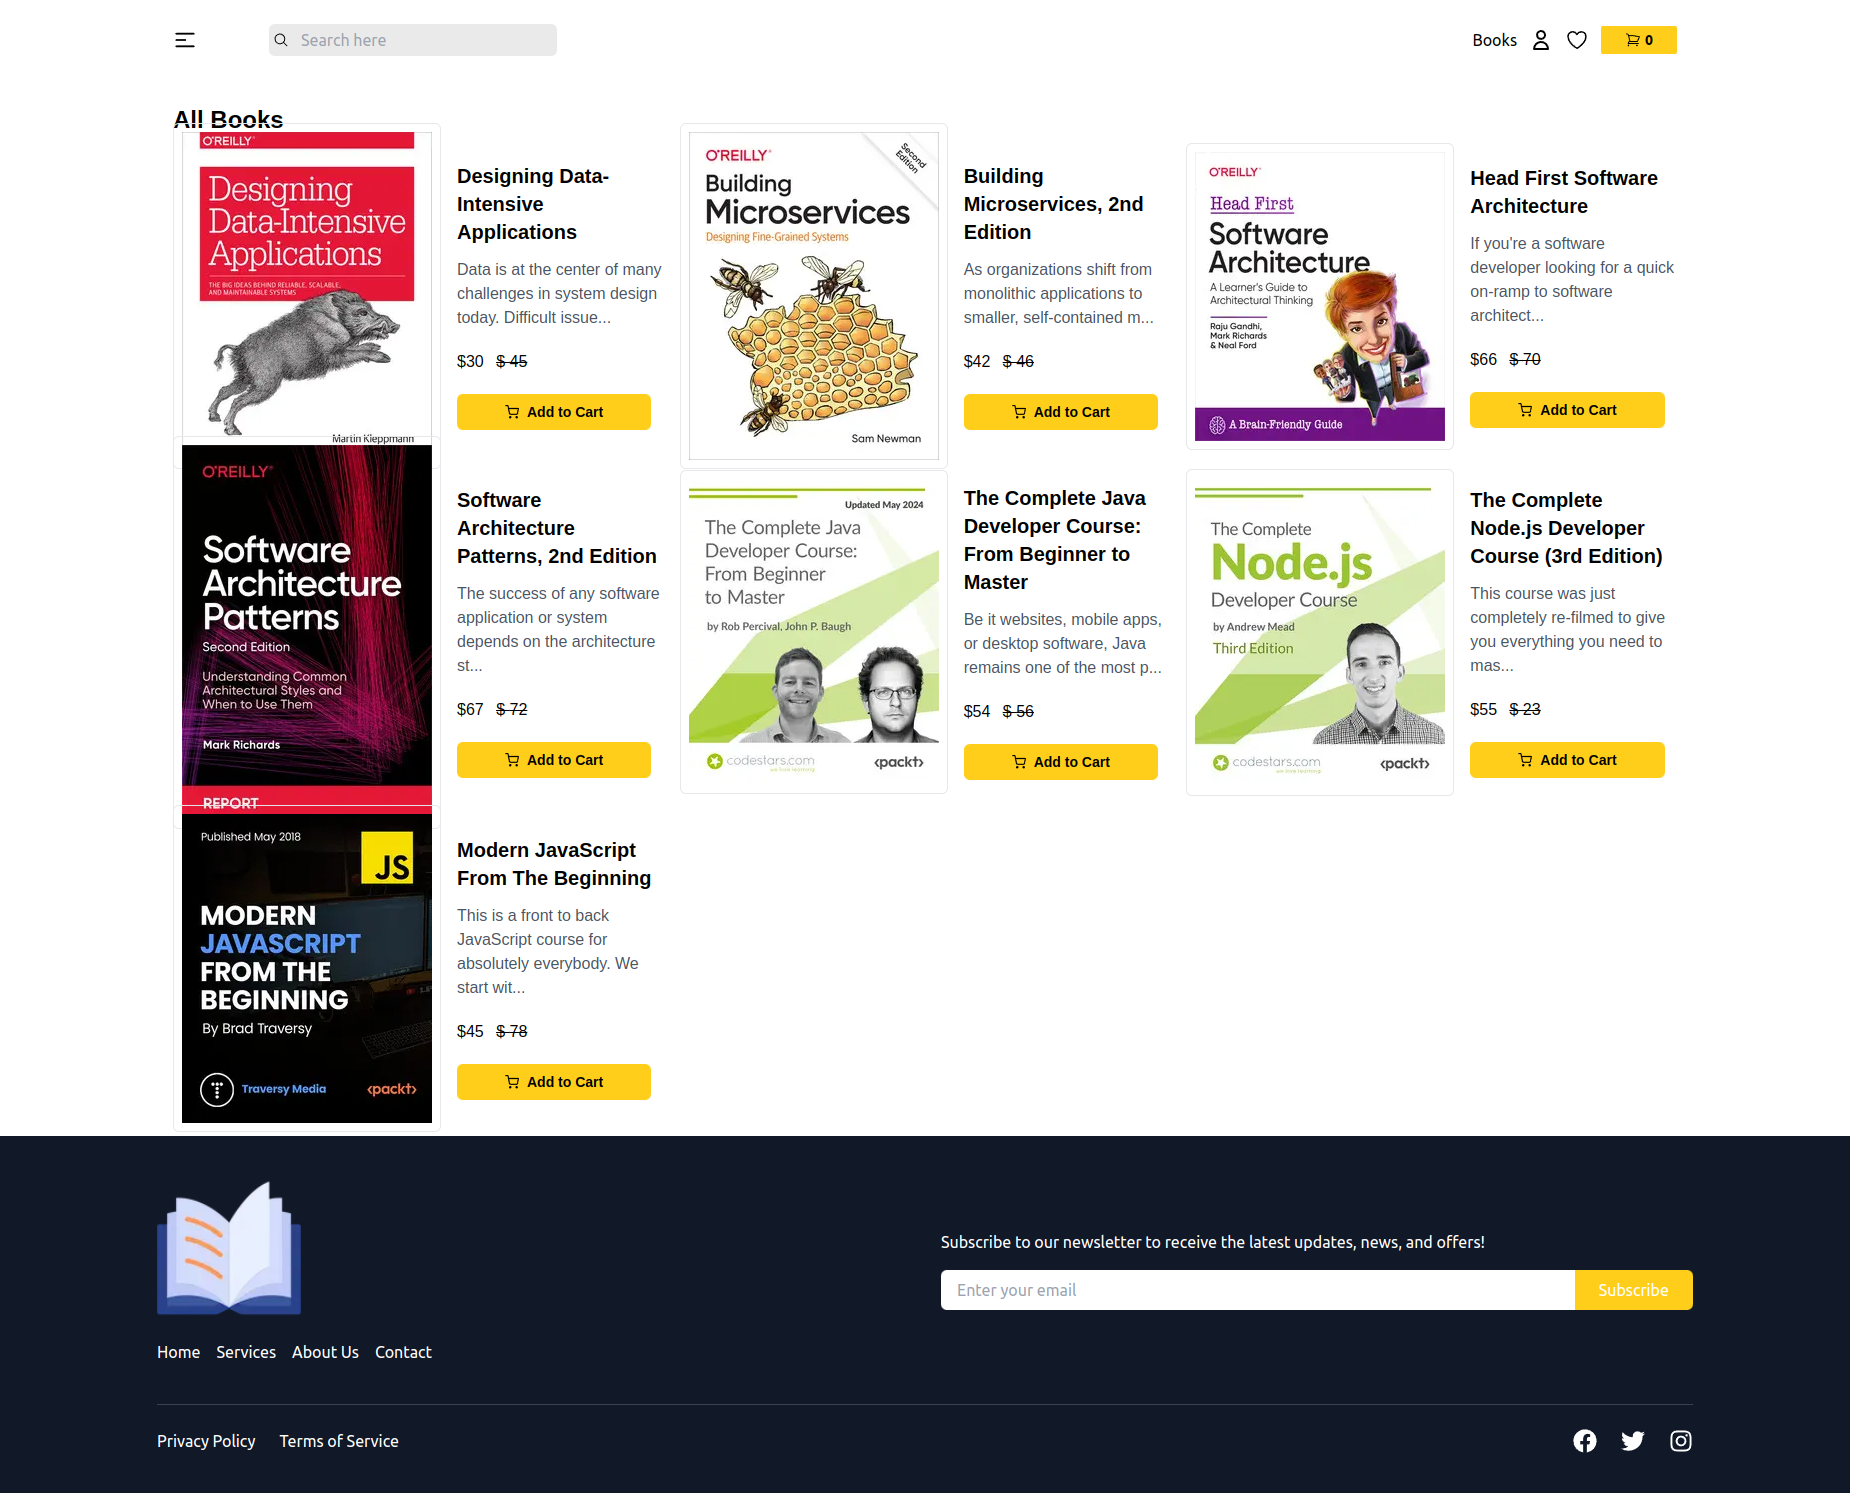 Search here
Books
0
All Books
O'REILLY
Designing
Data-Intensive
Applications
THE BIG IDEAS BEHIND RELIABLE, SCALABLE,
AND MAINTAINABLE SYSTEMS
Martin Kleppmann
Designing Data-
Intensive
Applications
Data is at the center of many
challenges in system design
today. Difficult issue...
$30 $ 45
Add to Cart
O'REILLY
Second
Edition
Building
Microservices
Designing Fine-Grained Systems
Sam Newman
Building
Microservices, 2nd
Edition
As organizations shift from
monolithic applications to
smaller, self-contained m...
$42 $ 46
Add to Cart
O'REILLY
Head First
Software
Architecture
A Learner's Guide to
Architectural Thinking
Raju Gandhi,
Mark Richards
& Neal Ford
A Brain-Friendly Guide
Head First Software
Architecture
If you're a software
developer looking for a quick
on-ramp to software
architect...
$66 $ 70
Add to Cart
O'REILLY
Software
Architecture
Patterns
Second Edition
Understanding Common
Architectural Styles and
When to Use Them
Mark Richards
REPORT
Software
Architecture
Patterns, 2nd Edition
The success of any software
application or system
depends on the architecture
st...
$67 $ 72
Add to Cart
Updated May 2024
The Complete Java
Developer Course:
From Beginner
to Master
by Rob Percival, John P. Baugh
codestars.com
we love teaching
<packt>
The Complete Java
Developer Course:
From Beginner to
Master
Be it websites, mobile apps,
or desktop software, Java
remains one of the most p...
$54 $ 56
Add to Cart
The Complete
Node.js
Developer Course
by Andrew Mead
Third Edition
codestars.com
we love teaching
<packt>
The Complete
Node.js Developer
Course (3rd Edition)
This course was just
completely re-filmed to give
you everything you need to
mas...
$55 $ 23
Add to Cart
Published May 2018
JS
MODERN
JAVASCRIPT
FROM THE
BEGINNING
By Brad Traversy
Traversy Media
<packt>
Modern JavaScript
From The Beginning
This is a front to back
JavaScript course for
absolutely everybody. We
start wit...
$45 $ 78
Add to Cart
Subscribe to our newsletter to receive the latest updates, news, and offers!
Enter your email
Subscribe
Home Services About Us Contact
Privacy Policy Terms of Service